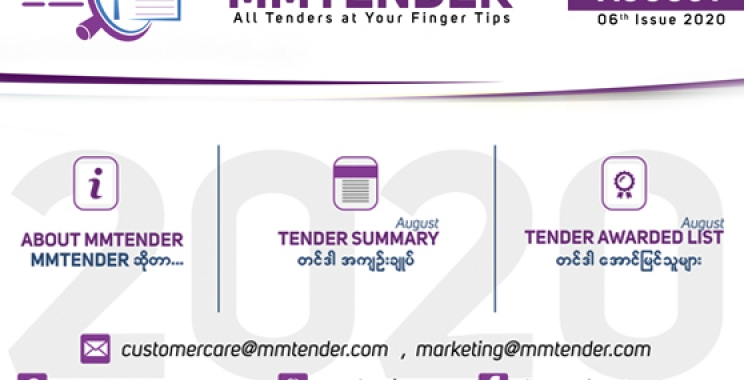 MMTENDER
AUGUST
All Tenders at Your Finger Tips
06th Issue 2020
2020
i
ABOUT MMTENDER
MMTENDER ဆိုတာ...
August
TENDER SUMMARY
တင်ဒါ အကျဉ်းချုပ်
August
TENDER AWARDED LIST
တင်ဒါ အောင်မြင်သူများ
customercare@mmtender.com , marketing@mmtender.com